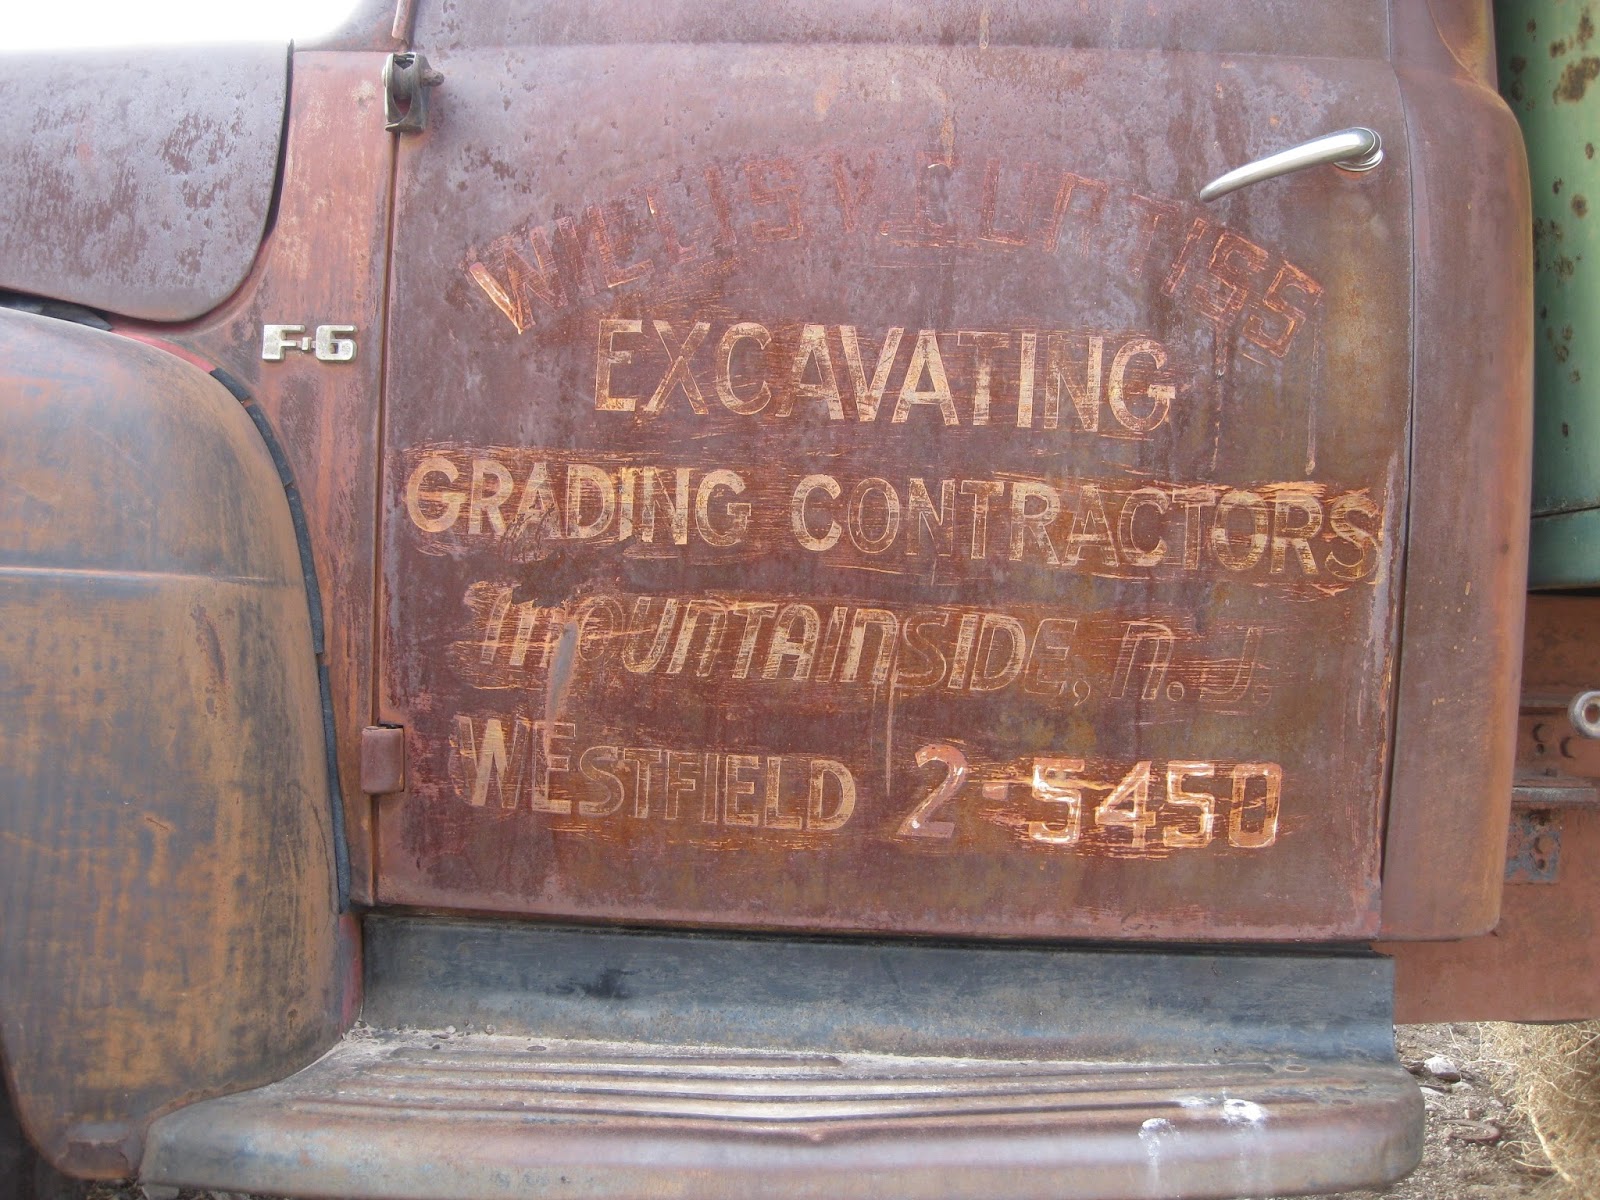 WILLIS V. CURTISS
EXCAVATING
GRADING CONTRACTORS
MOUNTAINSIDE, N. J.
WESTFIELD 2-5450
F-6